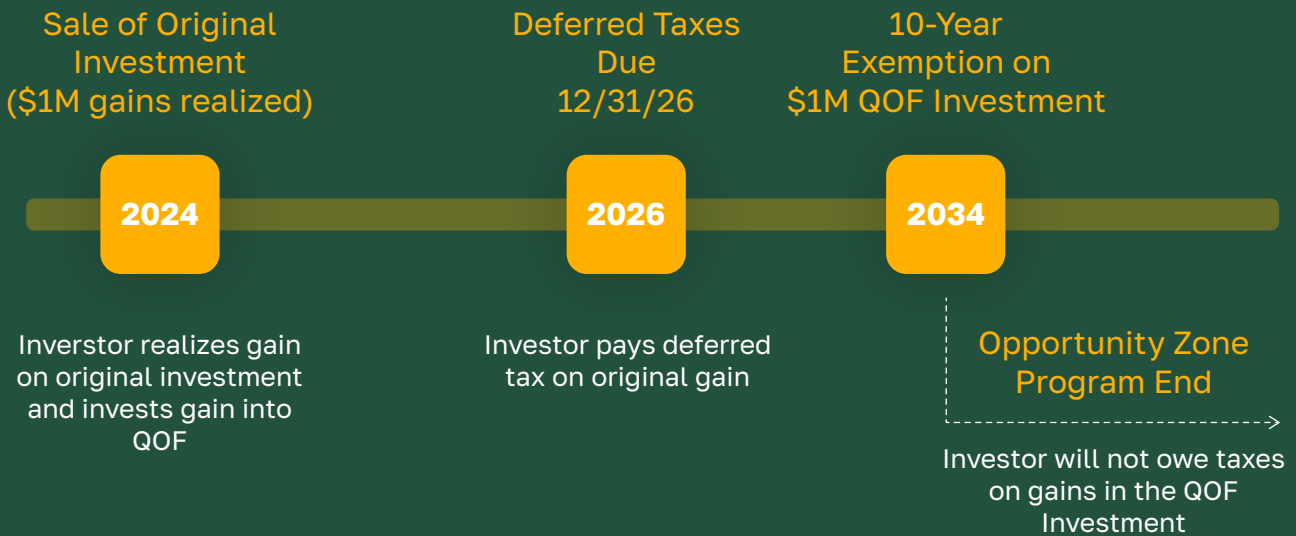 Sale of Original
Investment
($1M gains realized)
Deferred Taxes
Due
12/31/26
10-Year
Exemption on
$1M QOF Investment
2024
2026
2034
Inverstor realizes gain
on original investment
and invests gain into
QOF
Investor pays deferred
tax on original gain
Opportunity Zone
Program End
Investor will not owe taxes
on gains in the QOF
Investment